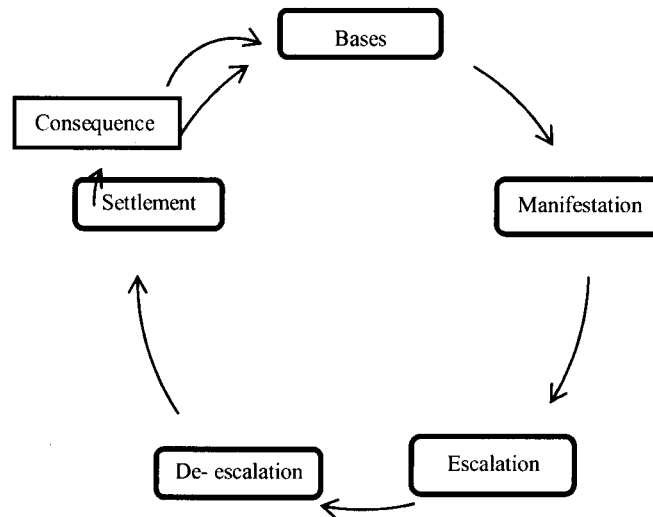 Bases
Consequence
Settlement
Manifestation
De- escalation
Escalation